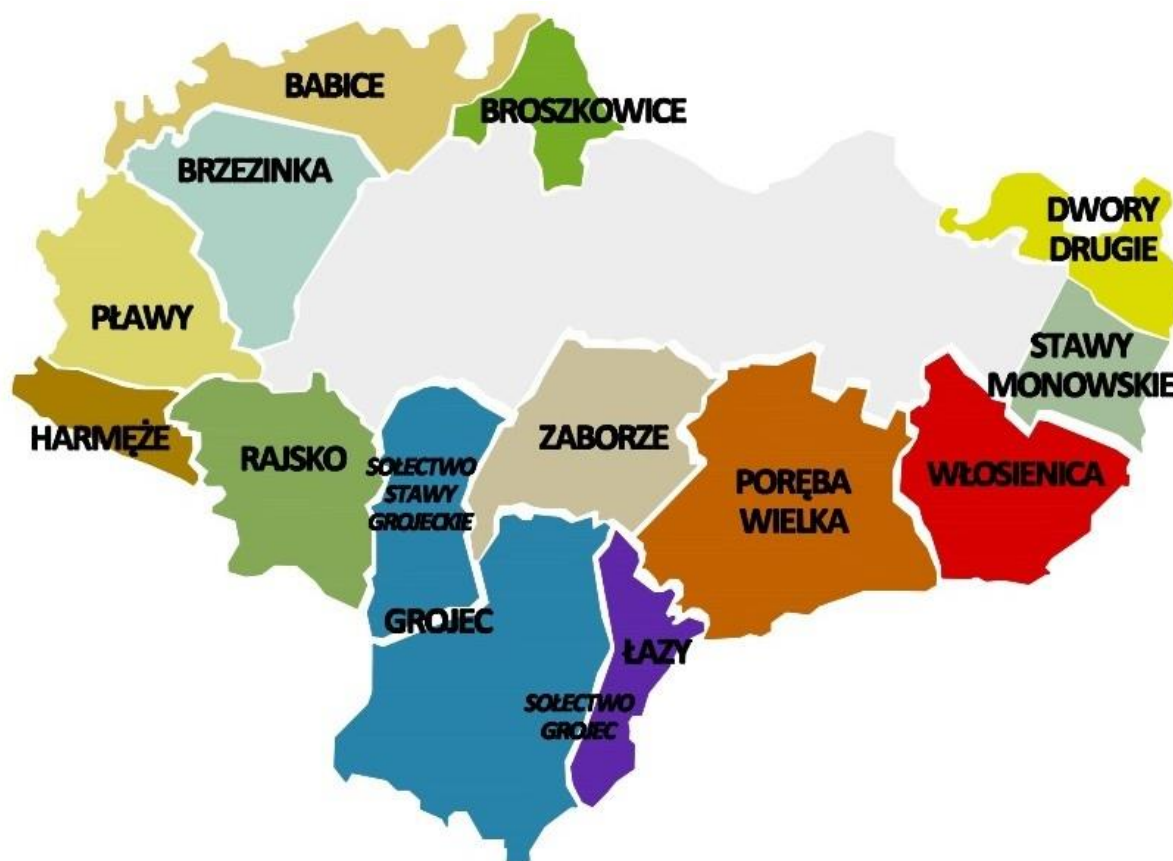 BABICE
BROSZKOWICE
BRZEZINKA
DWORY
DRUGIE
PŁAWY
STAWY
MONOWSKIE
HARMĘŻE
RAJSKO
SOŁECTWO
STAWY
GROJECKIE
ZABORZE
PORĘBA
WIELKA
WŁOSIENICA
GROJEC
ŁAZY
SOŁECTWO
GROJEC